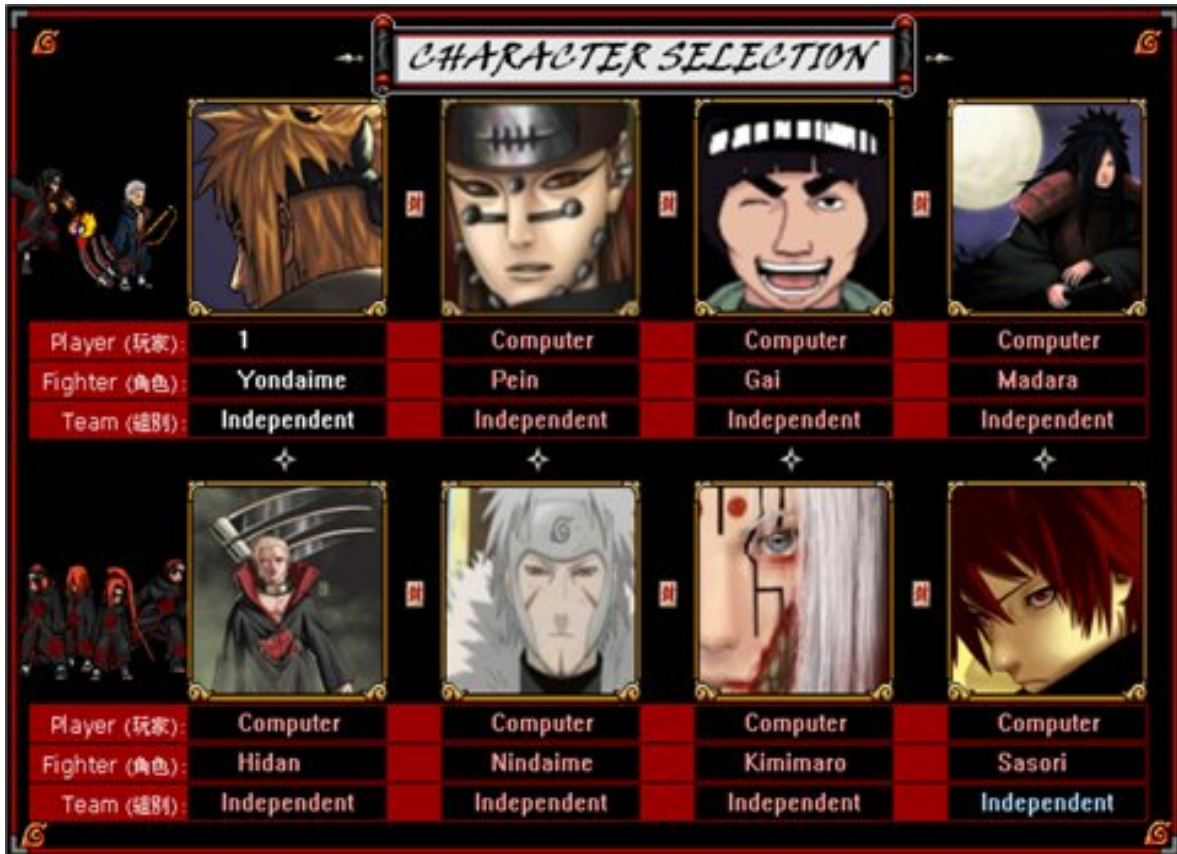 CHARACTER SELECTION
Player (玩家): 1 Computer Computer Computer
Fighter (角色): Yondaime Pein Gai Madara
Team (組別): Independent Independent Independent Independent
Player (玩家): Computer Computer Computer Computer
Fighter (角色): Hidan Nindaime Kimimaro Sasori
Team (組別): Independent Independent Independent Independent